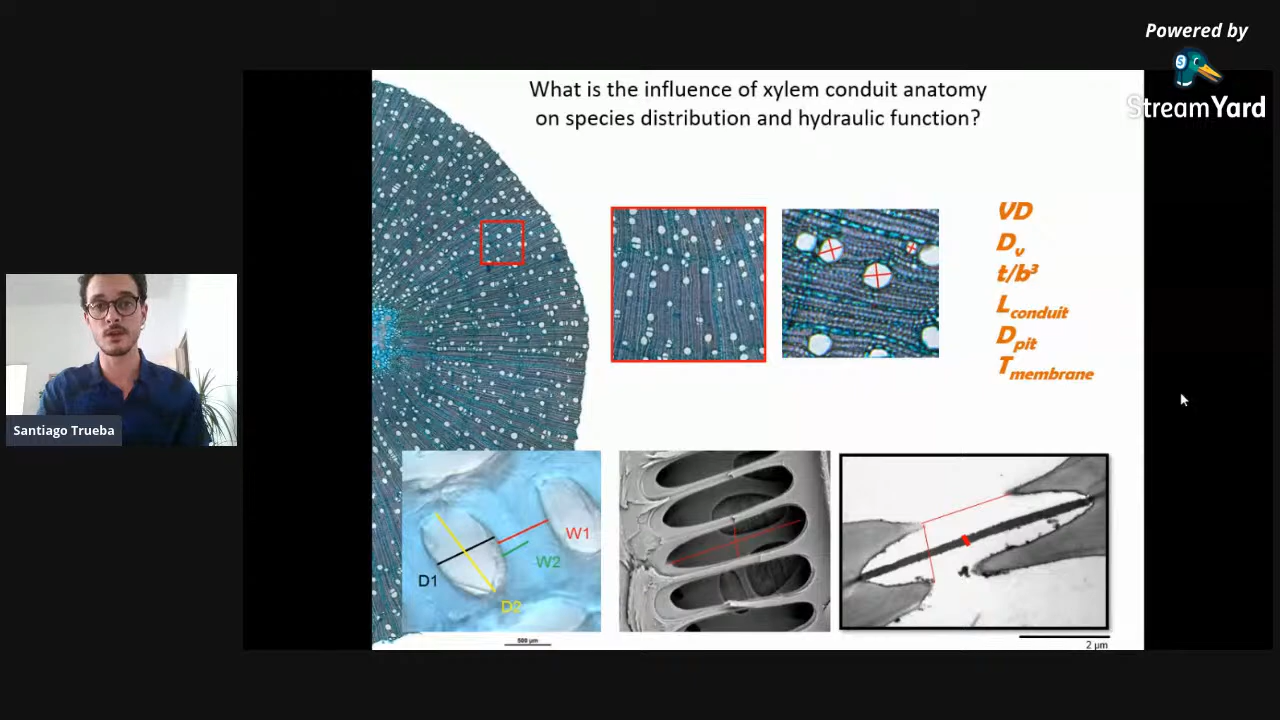 Powered by
StreamYard
What is the influence of xylem conduit anatomy
on species distribution and hydraulic function?
VD
Dv
t/b³
Lconduit
Dpit
Tmembrane
Santiago Trueba
D1
D2
W1
W2
500 µm
2 µm